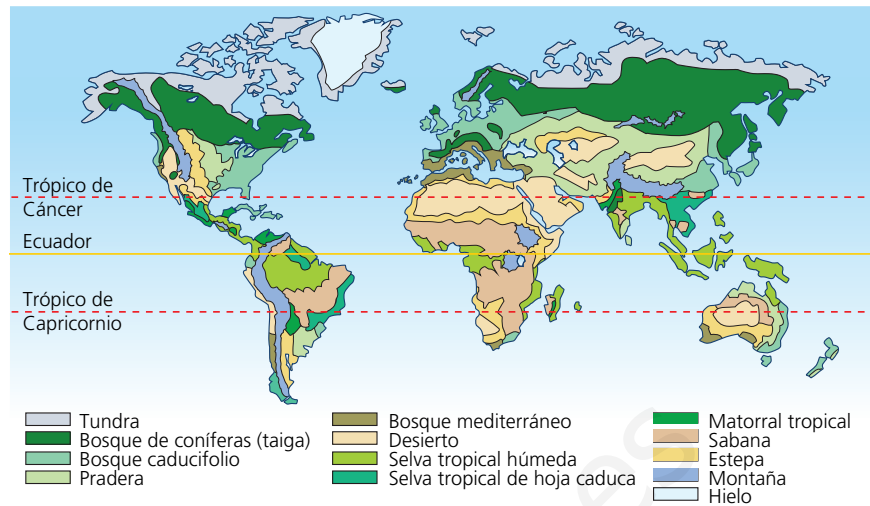 Trópico de
Cáncer
Ecuador
Trópico de
Capricornio
Tundra
Bosque de coníferas (taiga)
Bosque caducifolio
Pradera
Bosque mediterráneo
Desierto
Selva tropical húmeda
Selva tropical de hoja caduca
Matorral tropical
Sabana
Estepa
Montaña
Hielo